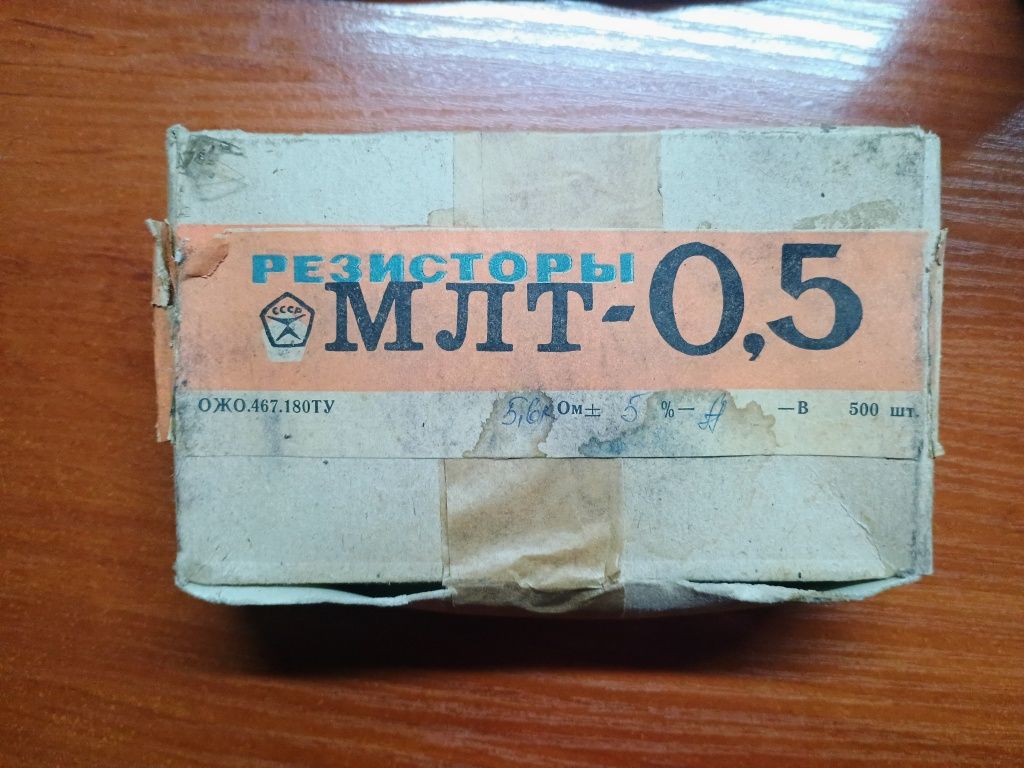 РЕЗИСТОРЫ
СССР
МЛТ-0,5
ОЖО.467.180ТУ 5,6к Ом± 5 %–А –В 500 шт.